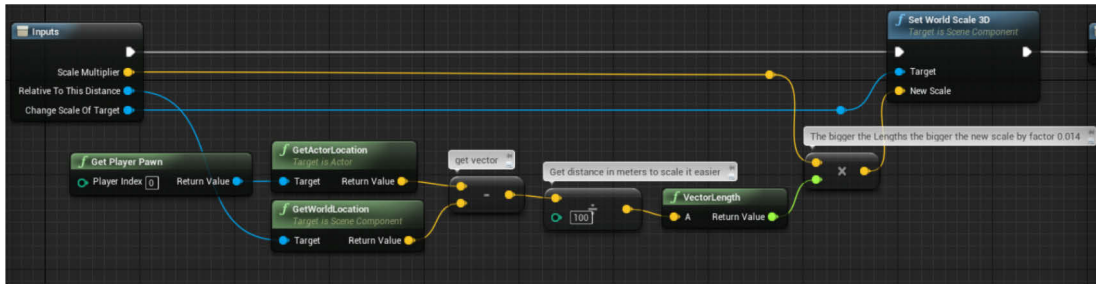 Inputs
Scale Multiplier
Relative To This Distance
Change Scale Of Target
Set World Scale 3D
Target is Scene Component
Target
New Scale
The bigger the Lengths the bigger the new scale by factor 0.014
Get Player Pawn
Player Index 0 Return Value
GetActorLocation
Target is Actor
Target Return Value
GetWorldLocation
Target is Scene Component
Target Return Value
get vector
Get distance in meters to scale it easier
100
VectorLength
A Return Value